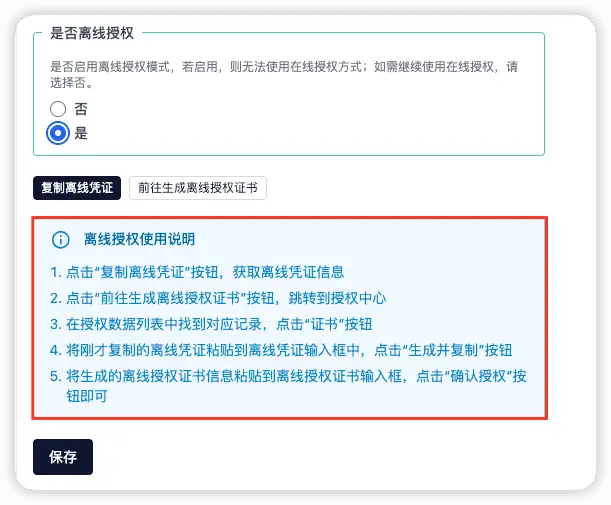 是否离线授权
是否启用离线授权模式，若启用，则无法使用在线授权方式；如需继续使用在线授权，请
选择否。
否
是
复制离线凭证 前往生成离线授权证书
离线授权使用说明
1. 点击“复制离线凭证”按钮，获取离线凭证信息
2. 点击“前往生成离线授权证书”按钮，跳转到授权中心
3. 在授权数据列表中找到对应记录，点击“证书”按钮
4. 将刚才复制的离线凭证粘贴到离线凭证输入框中，点击“生成并复制”按钮
5. 将生成的离线授权证书信息粘贴到离线授权证书输入框，点击“确认授权”按
钮即可
保存